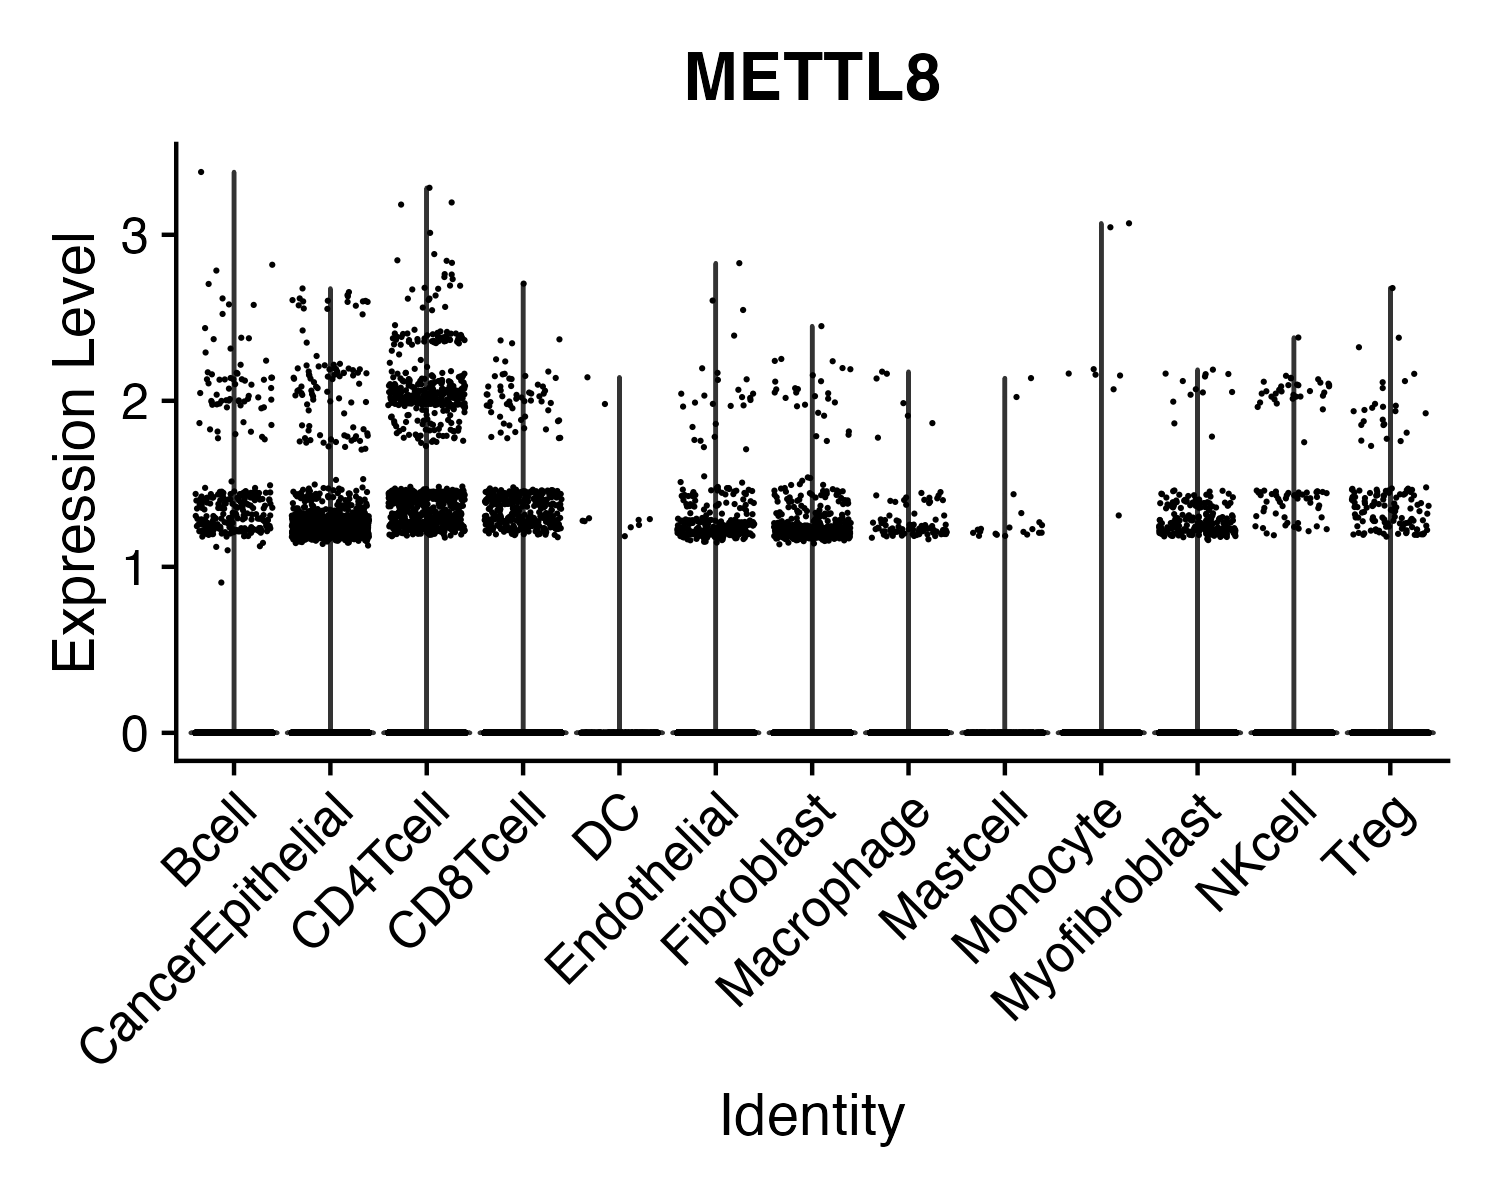 METTL8
Expression Level
3
2
1
0
Bcell
CancerEpithelial
CD4Tcell
CD8Tcell
DC
Endothelial
Fibroblast
Macrophage
Mastcell
Monocyte
Myofibroblast
NKcell
Treg
Identity